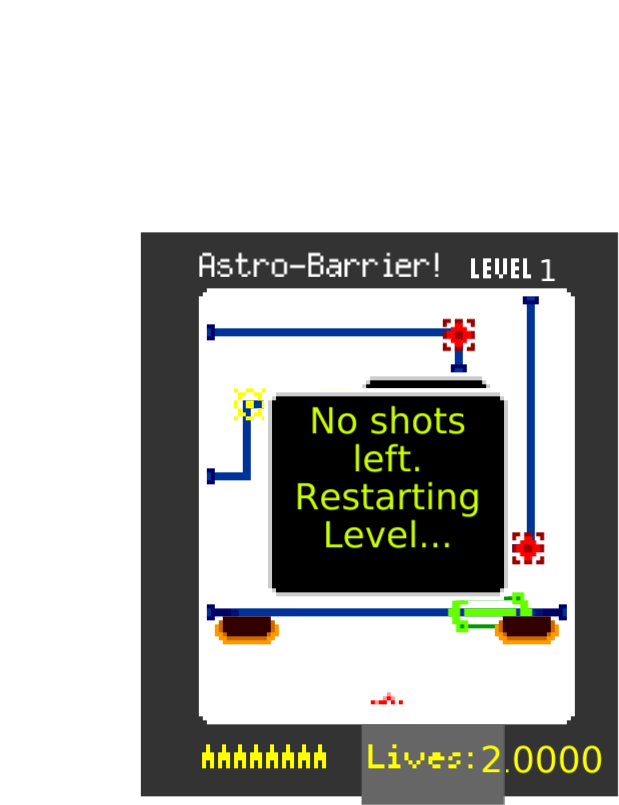 Astro-Barrier! LEVEL 1
No shots
left.
Restarting
Level...
Lives:2.0000